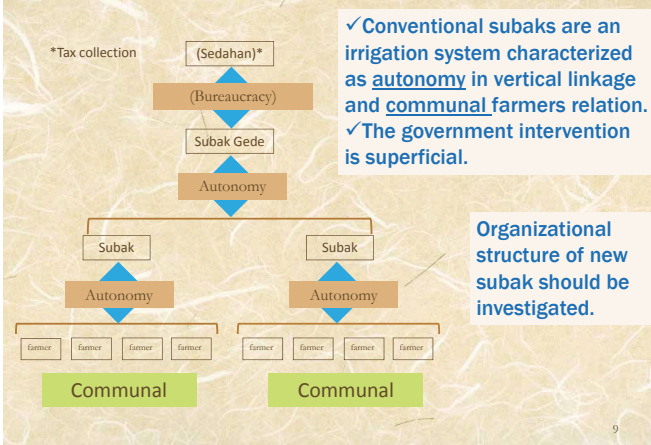 *Tax collection
(Sedahan)*
(Bureaucracy)
Subak Gede
Autonomy
Subak
Subak
Autonomy
Autonomy
farmer farmer farmer farmer
farmer farmer farmer farmer
Communal
Communal
✓Conventional subaks are an
irrigation system characterized
as autonomy in vertical linkage
and communal farmers relation.
✓The government intervention
is superficial.
Organizational
structure of new
subak should be
investigated.
9